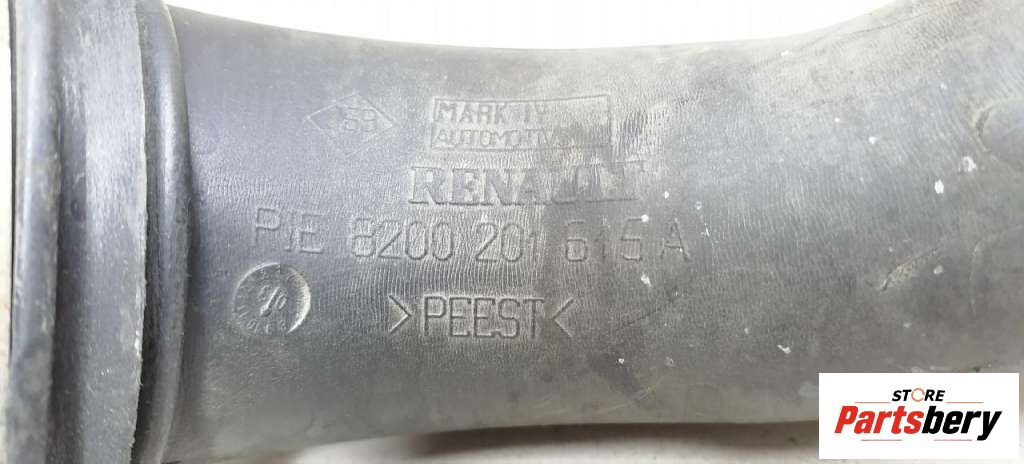 MARK IV
AUTOMOTIVE
RENAULT
PIE 8200 201 615 A
>PEEST<
STORE
Partsbery